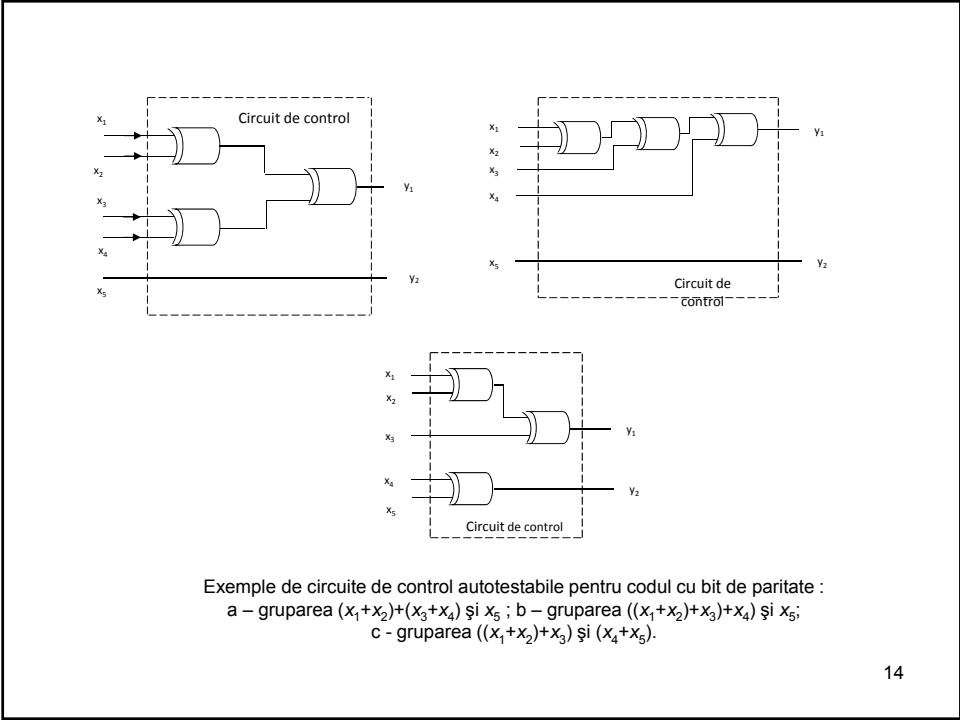 Circuit de control
x₁
x₂
x₃
x₄
x₅
y₁
y₂
x₁
x₂
x₃
x₄
x₅
y₁
y₂
Circuit de
control
x₁
x₂
x₃
x₄
x₅
y₁
y₂
Circuit de control
Exemple de circuite de control autotestabile pentru codul cu bit de paritate :
a – gruparea (x₁+x₂)+(x₃+x₄) şi x₅ ; b – gruparea ((x₁+x₂)+x₃)+x₄) şi x₅;
c - gruparea ((x₁+x₂)+x₃) şi (x₄+x₅).
14